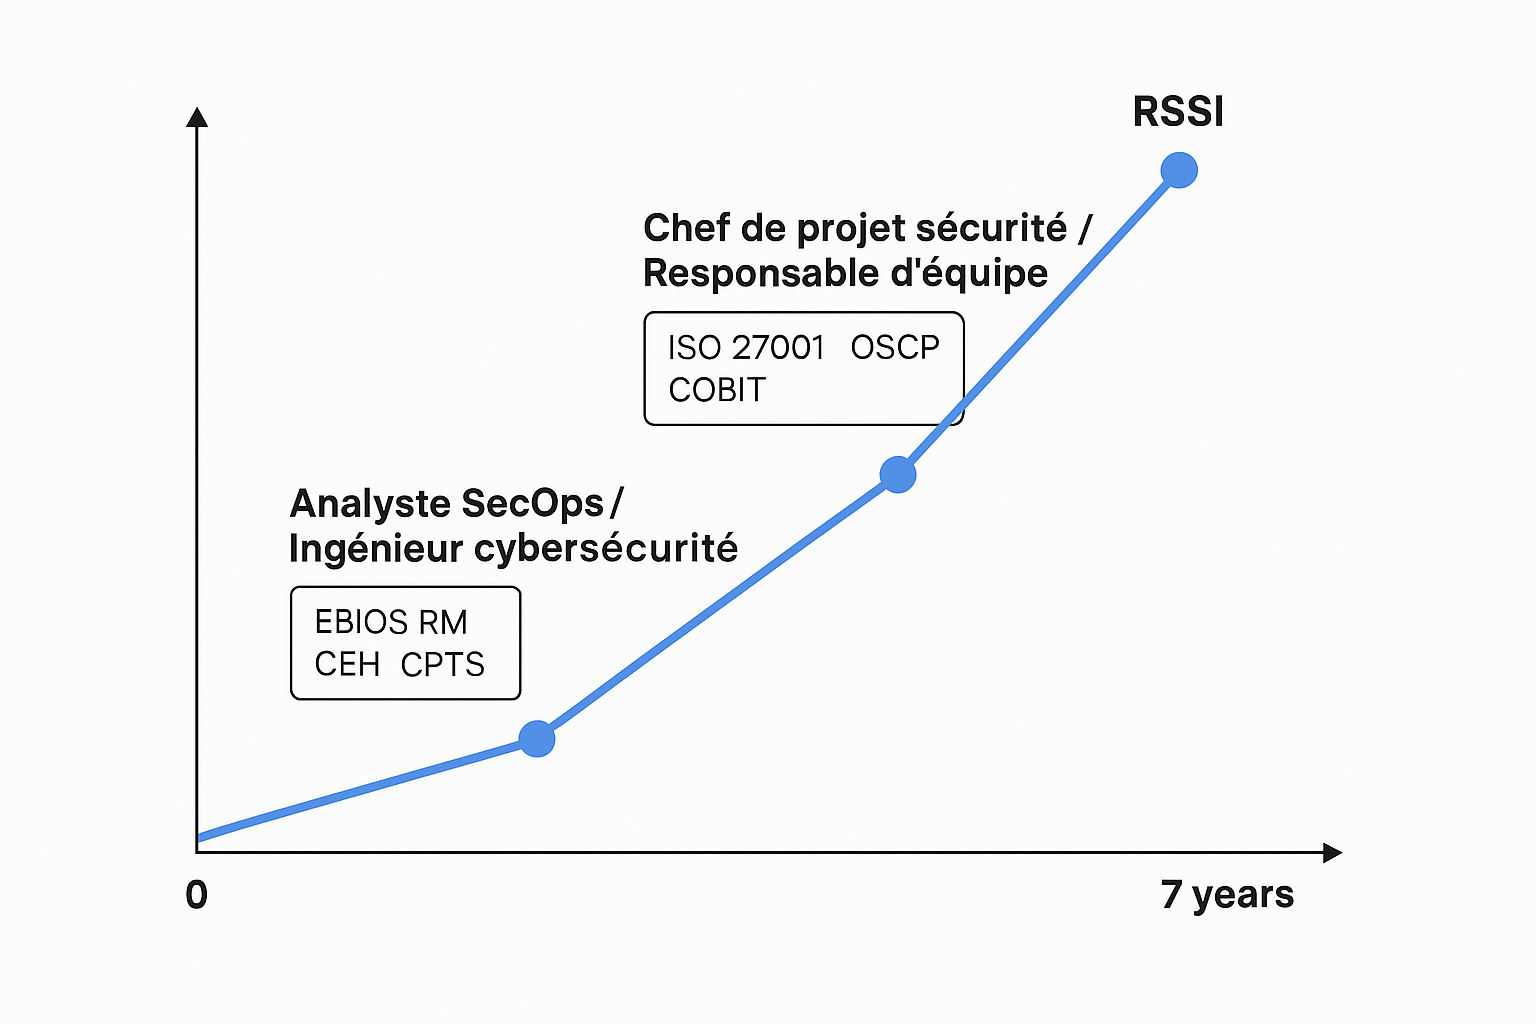 RSSI
Chef de projet sécurité /
Responsable d'équipe
ISO 27001 OSCP
COBIT
Analyste SecOps /
Ingénieur cybersécurité
EBIOS RM
CEH CPTS
0
7 years